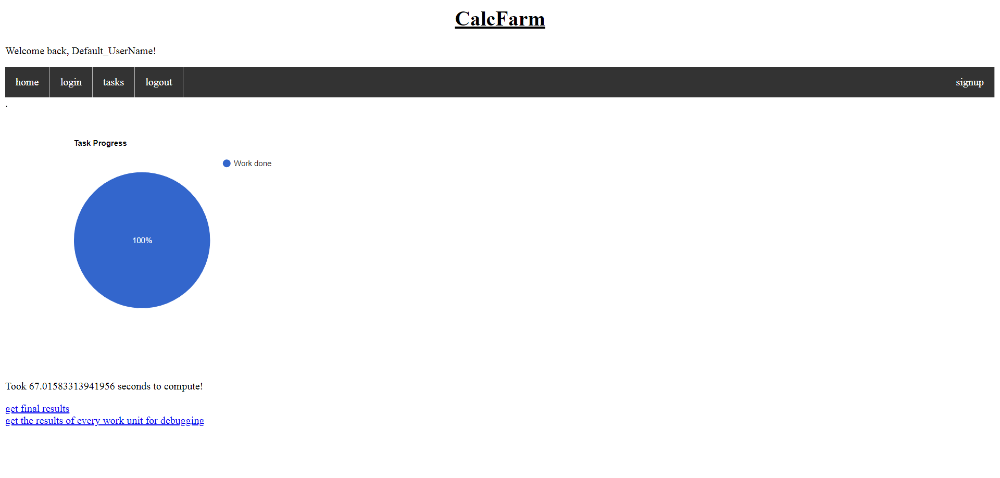 CalcFarm
Welcome back, Default_UserName!
home login tasks logout signup
.
Task Progress
Work done
100%
Took 67.01583313941956 seconds to compute!
get final results
get the results of every work unit for debugging